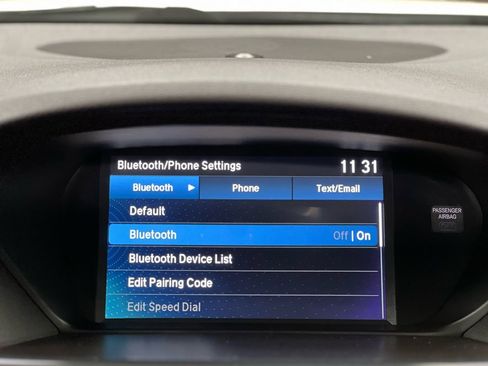 Bluetooth/Phone Settings 11 31
Bluetooth Phone Text/Email
Default
Bluetooth Off | On
Bluetooth Device List
Edit Pairing Code
Edit Speed Dial
PASSENGER
AIRBAG